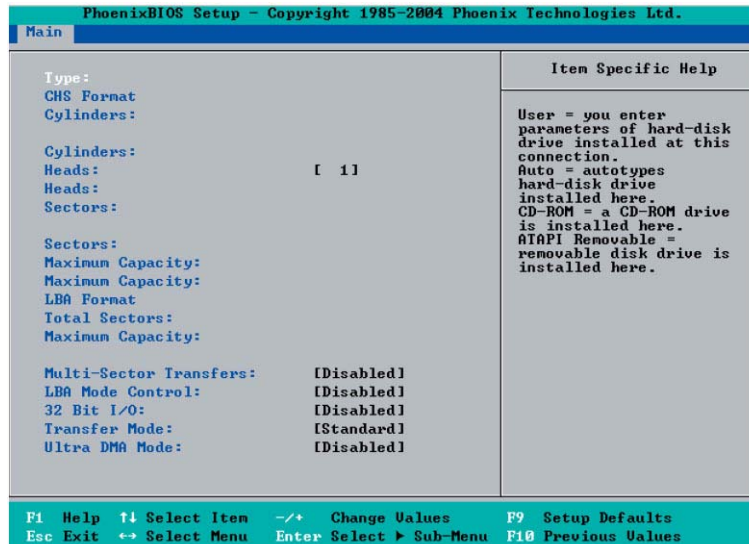 PhoenixBIOS Setup - Copyright 1985-2004 Phoenix Technologies Ltd.
Main
Type:
CHS Format
Cylinders:
Cylinders:
Heads: [ 1]
Heads:
Sectors:
Sectors:
Maximum Capacity:
Maximum Capacity:
LBA Format
Total Sectors:
Maximum Capacity:
Multi-Sector Transfers: [Disabled]
LBA Mode Control: [Disabled]
32 Bit I/O: [Disabled]
Transfer Mode: [Standard]
Ultra DMA Mode: [Disabled]
Item Specific Help
User = you enter
parameters of hard-disk
drive installed at this
connection.
Auto = autotypes
hard-disk drive
installed here.
CD-ROM = a CD-ROM drive
is installed here.
ATAPI Removable =
removable disk drive is
installed here.
F1 Help ↑↓ Select Item -/+ Change Values F9 Setup Defaults
Esc Exit ↔ Select Menu Enter Select ▶ Sub-Menu F10 Previous Values